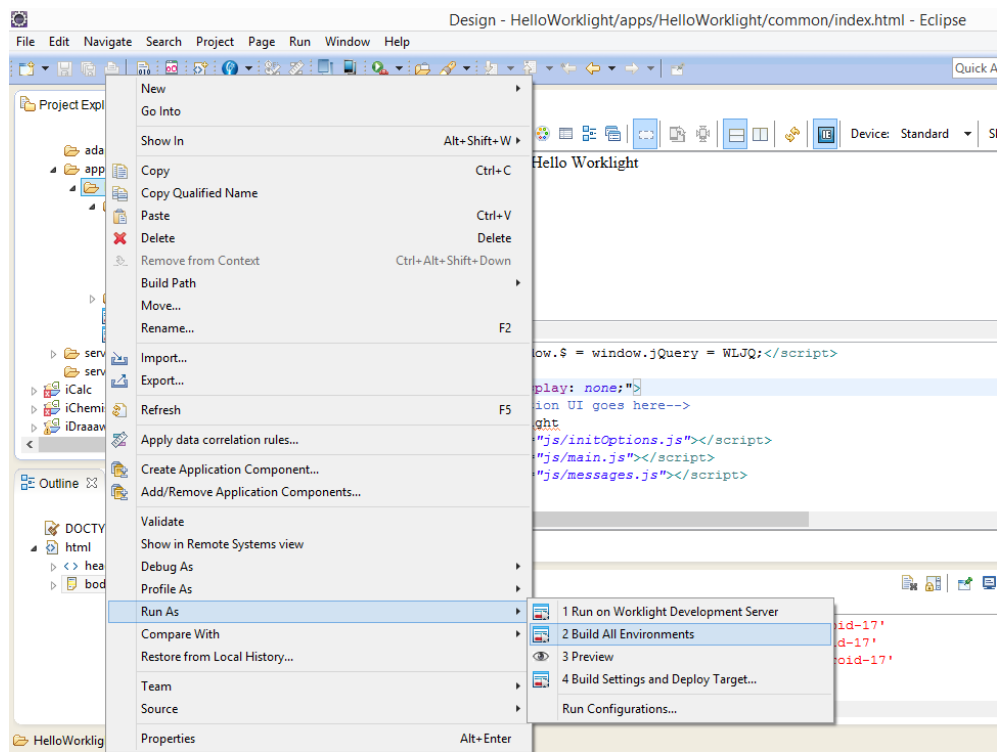 Design - HelloWorklight/apps/HelloWorklight/common/index.html - Eclipse
File Edit Navigate Search Project Page Run Window Help
Quick A
Project Expl
ada
app
serv
serv
iCalc
iChemi
iDraaaw
Outline
DOCTY
html
hea
bod
HelloWorklig
New
Go Into
Show In Alt+Shift+W
Copy Ctrl+C
Copy Qualified Name
Paste Ctrl+V
Delete Delete
Remove from Context Ctrl+Alt+Shift+Down
Build Path
Move...
Rename... F2
Import...
Export...
Refresh F5
Apply data correlation rules...
Create Application Component...
Add/Remove Application Components...
Validate
Show in Remote Systems view
Debug As
Profile As
Run As
Compare With
Restore from Local History...
Team
Source
Properties Alt+Enter
1 Run on Worklight Development Server
2 Build All Environments
3 Preview
4 Build Settings and Deploy Target...
Run Configurations...
Device: Standard
Hello Worklight
ow.$ = window.jQuery = WLJQ;</script>
play: none;">
ion UI goes here-->
ght
="js/initOptions.js"></script>
="js/main.js"></script>
="js/messages.js"></script>
oid-17'
d-17'
oid-17'